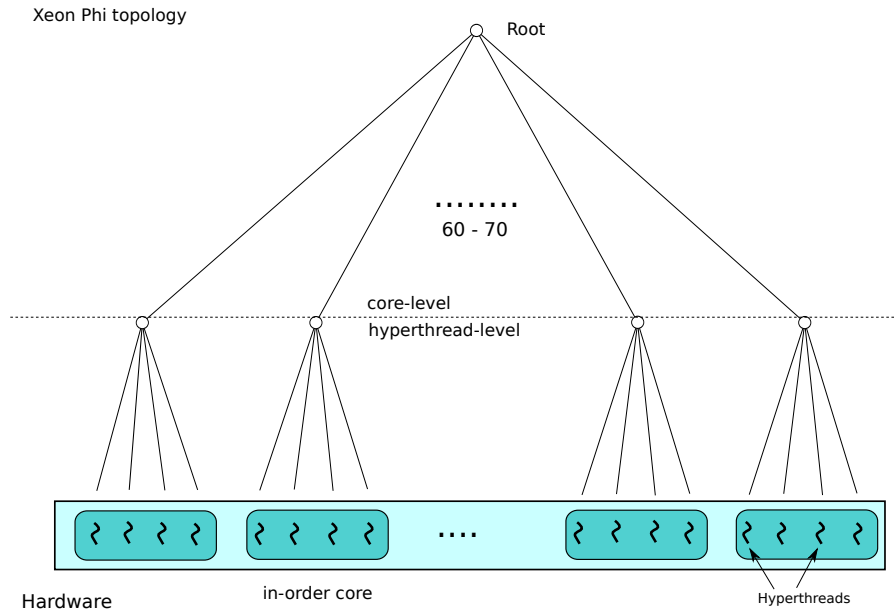 Xeon Phi topology
Root
........
60 - 70
core-level
hyperthread-level
....
in-order core
Hyperthreads
Hardware